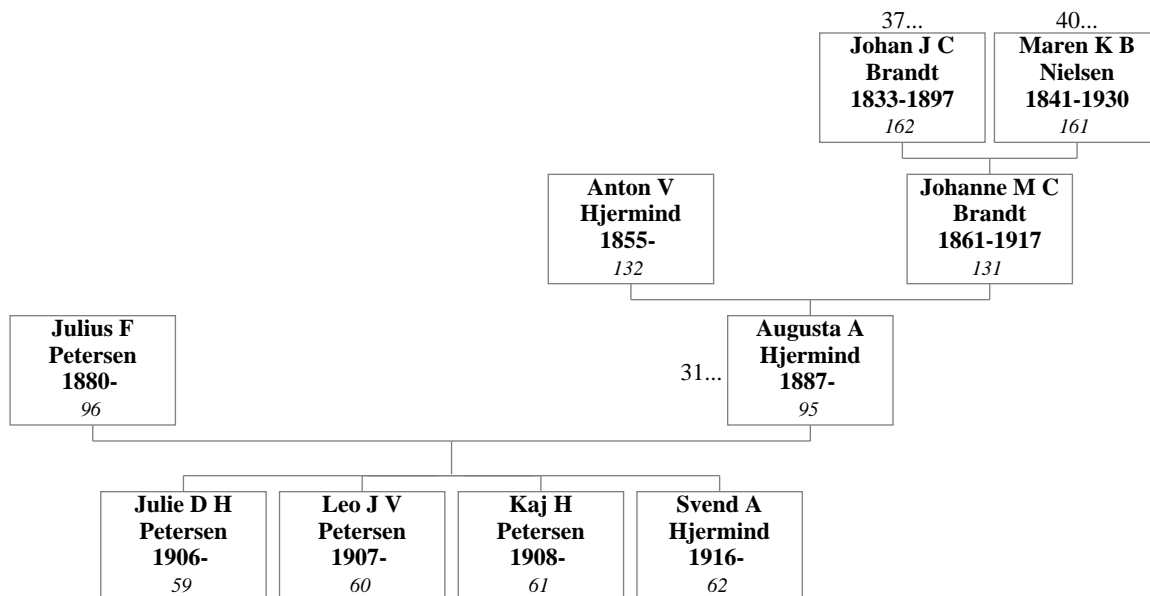 37...
Johan J C
Brandt
1833-1897
162
40...
Maren K B
Nielsen
1841-1930
161
Anton V
Hjermind
1855-
132
Johanne M C
Brandt
1861-1917
131
Julius F
Petersen
1880-
96
31...
Augusta A
Hjermind
1887-
95
Julie D H
Petersen
1906-
59
Leo J V
Petersen
1907-
60
Kaj H
Petersen
1908-
61
Svend A
Hjermind
1916-
62